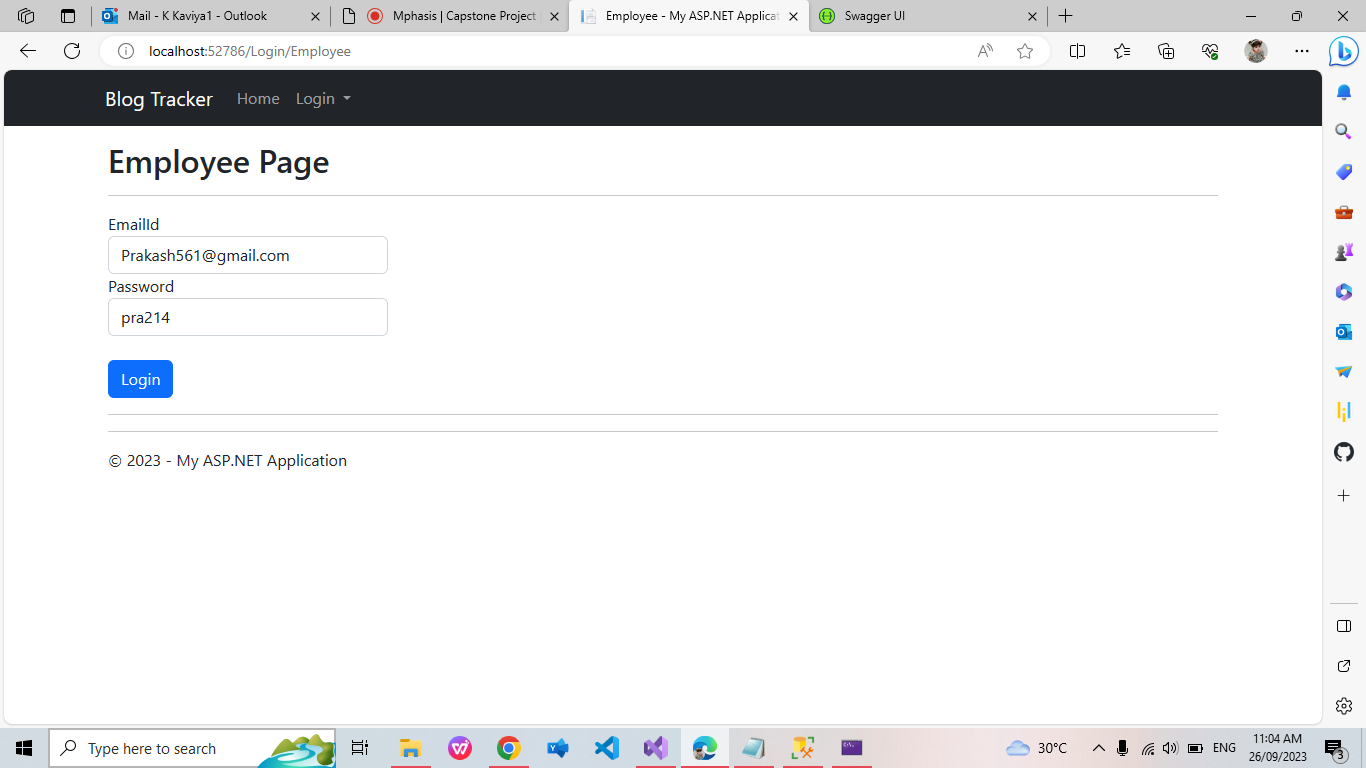 Mail - K Kaviya1 - Outlook
Mphasis | Capstone Project
Employee - My ASP.NET Applicat
Swagger UI
localhost:52786/Login/Employee
Blog Tracker
Home
Login
Employee Page
EmailId
Prakash561@gmail.com
Password
pra214
Login
© 2023 - My ASP.NET Application
Type here to search
30°C
ENG
11:04 AM
26/09/2023
3